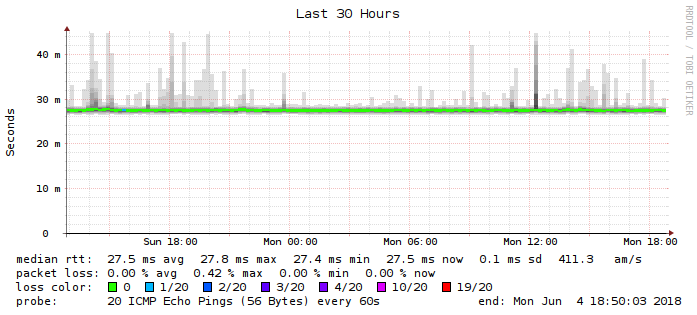 Last 30 Hours
RRDTOOL / TOBI OETIKER
Seconds
40 m
30 m
20 m
10 m
0
Sun 18:00 Mon 00:00 Mon 06:00 Mon 12:00 Mon 18:00
median rtt: 27.5 ms avg 27.8 ms max 27.4 ms min 27.5 ms now 0.1 ms sd 411.3 am/s
packet loss: 0.00 % avg 0.42 % max 0.00 % min 0.00 % now
loss color: 0 1/20 2/20 3/20 4/20 10/20 19/20
probe: 20 ICMP Echo Pings (56 Bytes) every 60s end: Mon Jun 4 18:50:03 2018